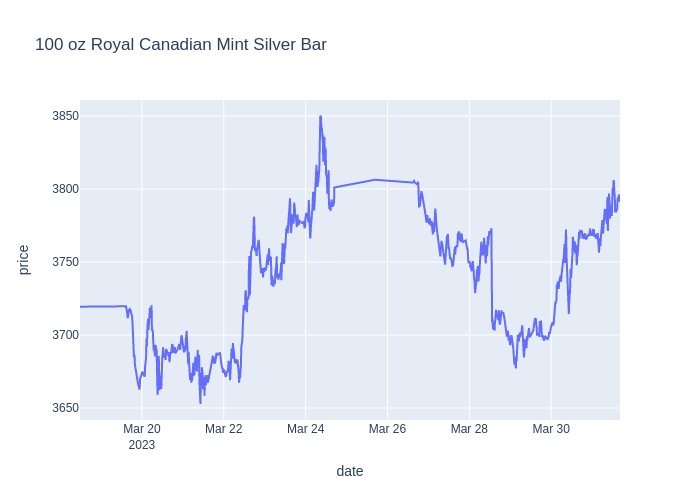 100 oz Royal Canadian Mint Silver Bar
3850
3800
3750
3700
3650
price
Mar 20
2023
Mar 22
Mar 24
Mar 26
Mar 28
Mar 30
date